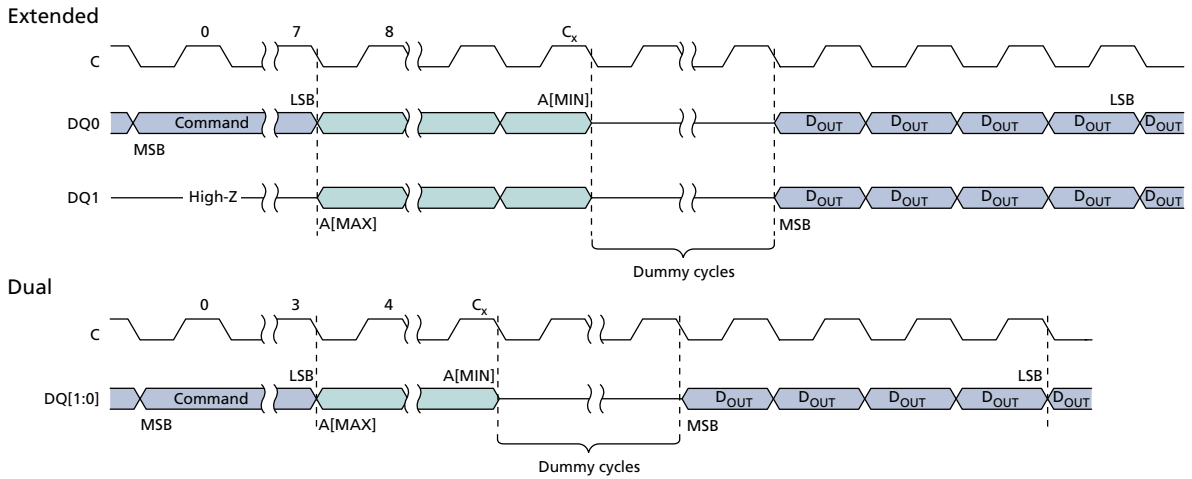 Extended
0 7 8 Cx
C
LSB A[MIN] LSB
DQ0 Command DOUT DOUT DOUT DOUT DOUT
MSB
DQ1 High-Z DOUT DOUT DOUT DOUT DOUT
A[MAX] MSB
Dummy cycles
Dual
0 3 4 Cx
C
LSB A[MIN] LSB
DQ[1:0] Command DOUT DOUT DOUT DOUT DOUT
MSB A[MAX] MSB
Dummy cycles